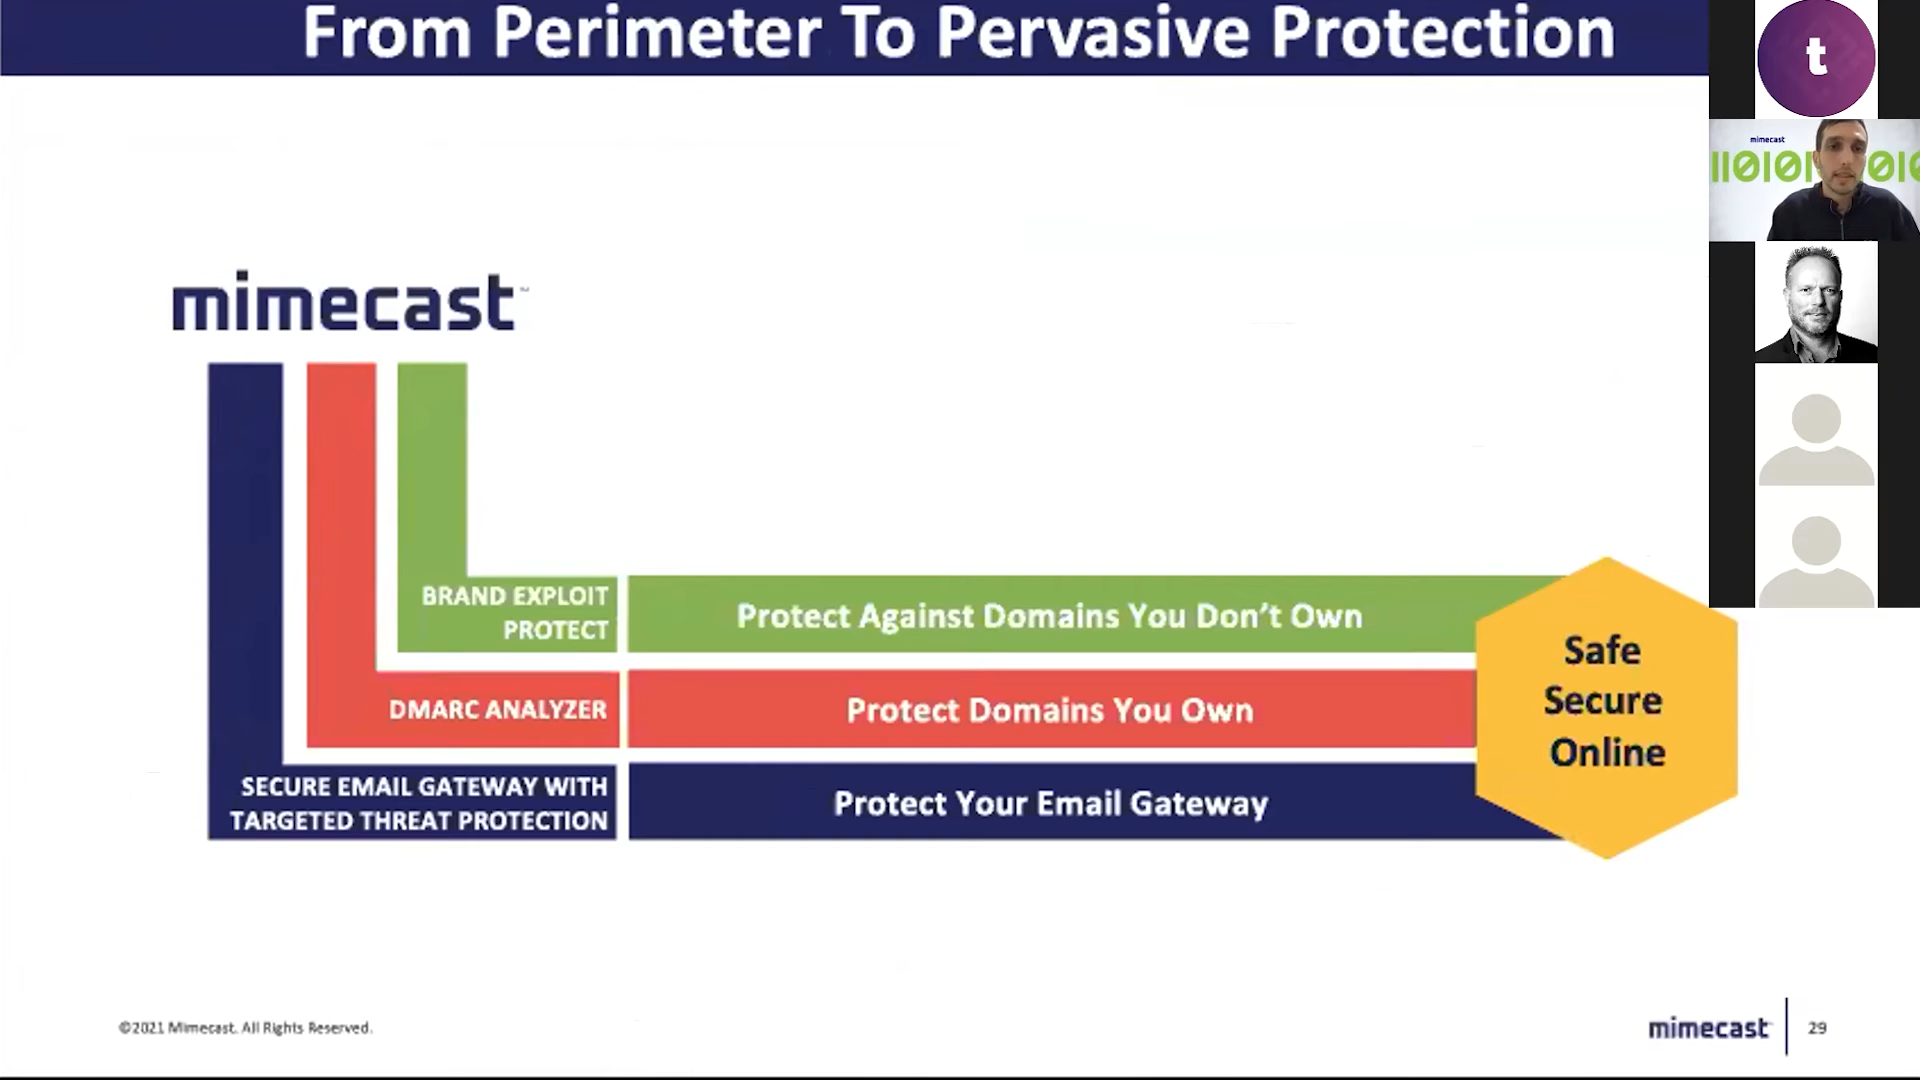 From Perimeter To Pervasive Protection
t
mimecast
mimecast™
BRAND EXPLOIT
PROTECT
Protect Against Domains You Don't Own
DMARC ANALYZER
Protect Domains You Own
SECURE EMAIL GATEWAY WITH
TARGETED THREAT PROTECTION
Protect Your Email Gateway
Safe
Secure
Online
©2021 Mimecast. All Rights Reserved.
mimecast
29